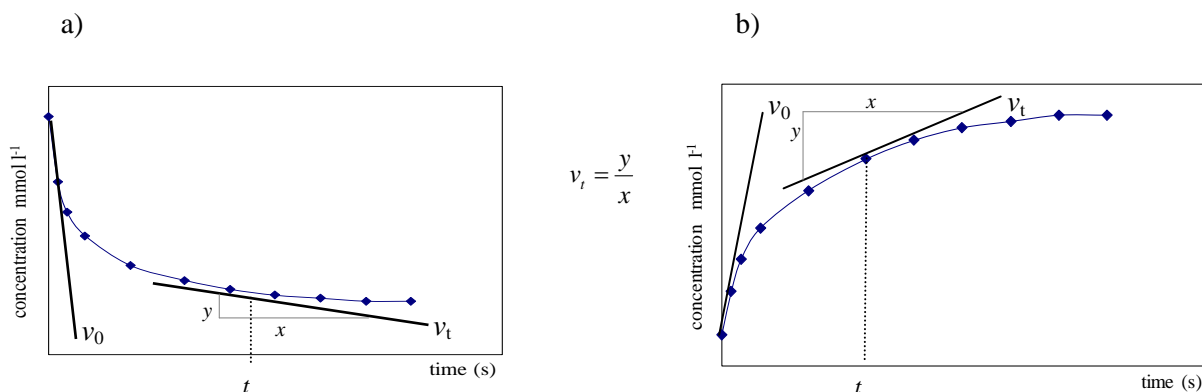 a)
b)
v₀
x
y
vₜ
concentration mmol l⁻¹
time (s)
t
vₜ = y/x
v₀
x
y
vₜ
concentration mmol l⁻¹
time (s)
t